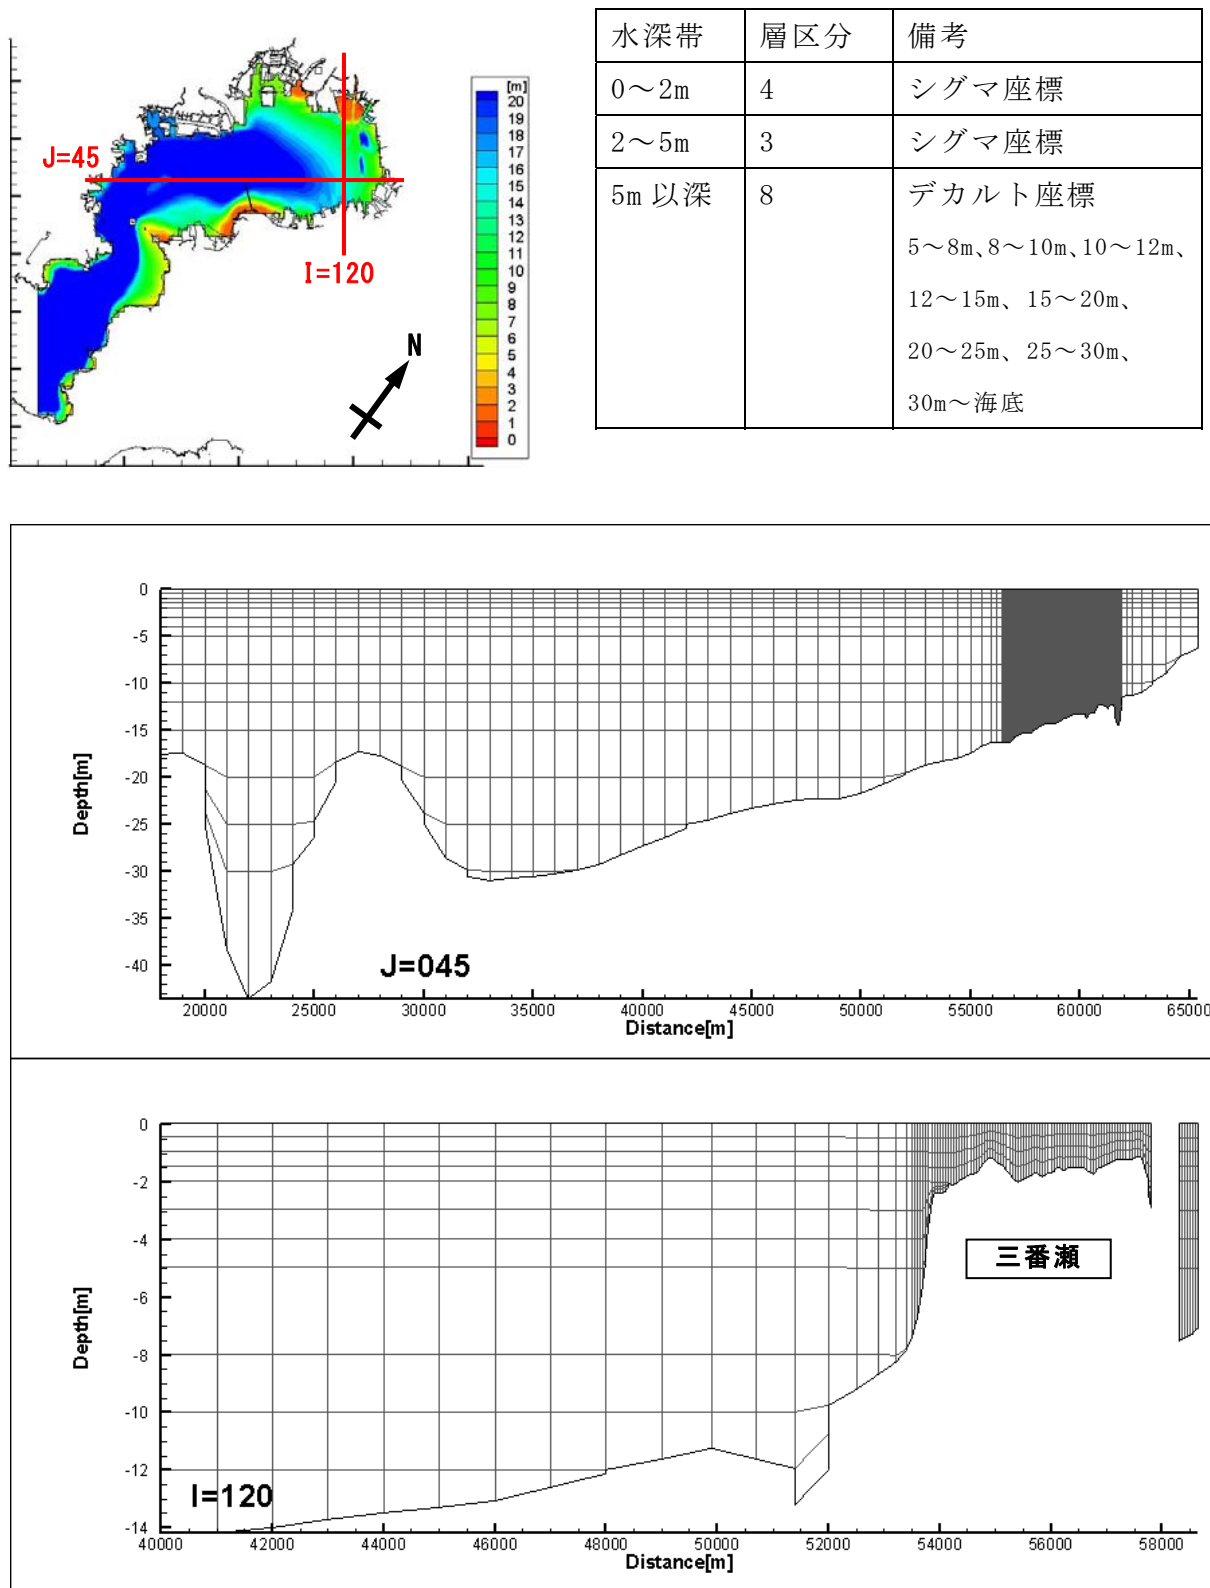 J=45
I=120
N
[m]
20
19
18
17
16
15
14
13
12
11
10
9
8
7
6
5
4
3
2
1
0
水深帯 層区分 備考
0～2m 4 シグマ座標
2～5m 3 シグマ座標
5m 以深 8 デカルト座標
5～8m、8～10m、10～12m、
12～15m、15～20m、
20～25m、25～30m、
30m～海底
0
-5
-10
-15
-20
-25
-30
-35
-40
Depth[m]
J=045
20000 25000 30000 35000 40000 45000 50000 55000 60000 65000
Distance[m]
0
-2
-4
-6
-8
-10
-12
-14
Depth[m]
三番瀬
I=120
40000 42000 44000 46000 48000 50000 52000 54000 56000 58000
Distance[m]